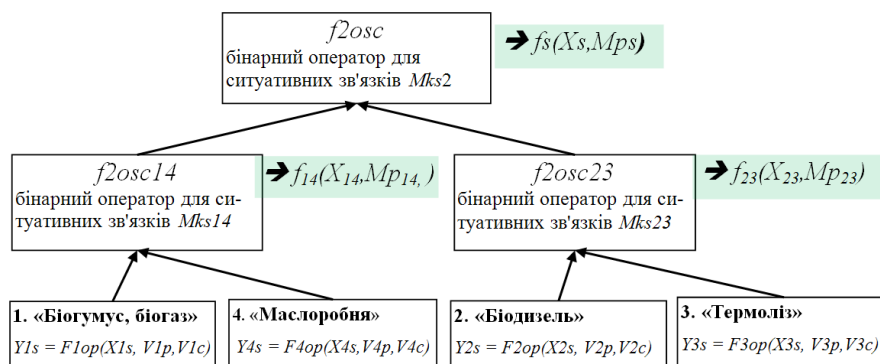 f2osc
бінарний оператор для
ситуативних зв'язків Mks2
➔ fs(Xs,Mps)
f2osc14
бінарний оператор для си-
туативних зв'язків Mks14
➔ f14(X14,Mp14, )
f2osc23
бінарний оператор для си-
туативних зв'язків Mks23
➔ f23(X23,Mp23)
1. «Біогумус, біогаз»
Y1s = F1op(X1s, V1p,V1c)
4. «Маслоробня»
Y4s = F4op(X4s,V4p,V4c)
2. «Біодизель»
Y2s = F2op(X2s, V2p,V2c)
3. «Термоліз»
Y3s = F3op(X3s, V3p,V3c)